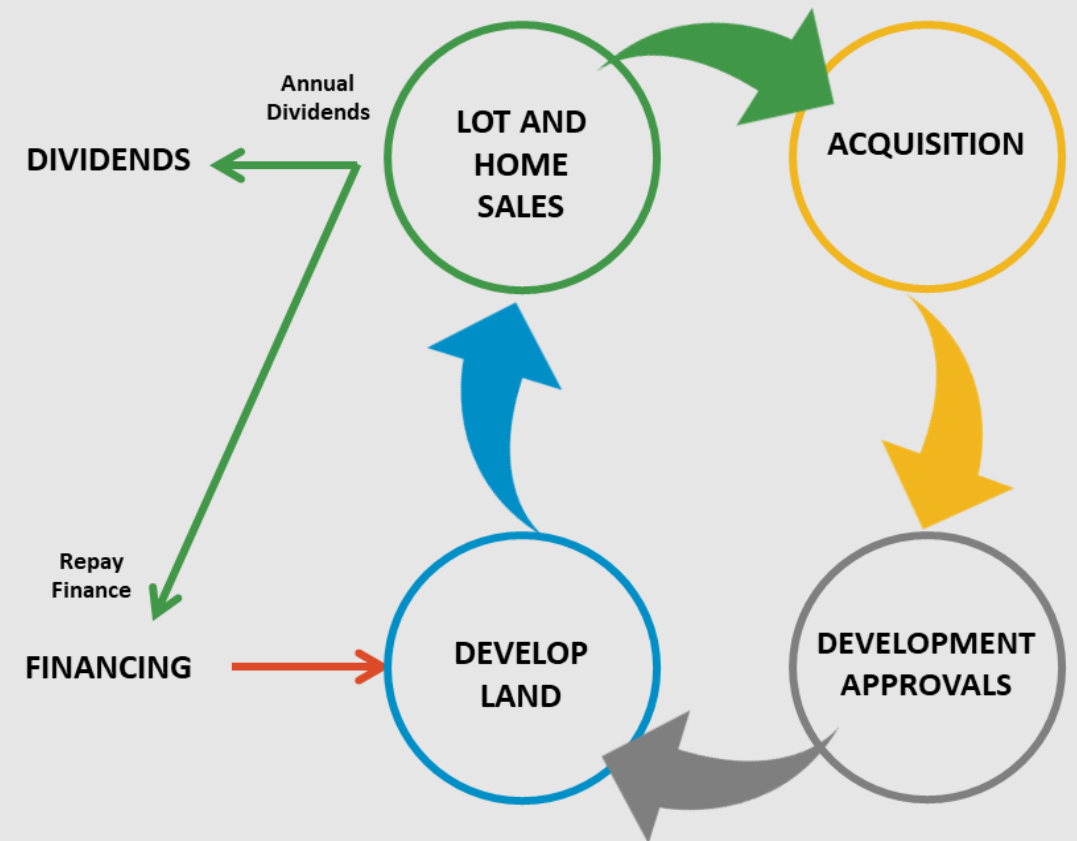 Annual
Dividends
DIVIDENDS
LOT AND
HOME
SALES
ACQUISITION
Repay
Finance
FINANCING
DEVELOP
LAND
DEVELOPMENT
APPROVALS